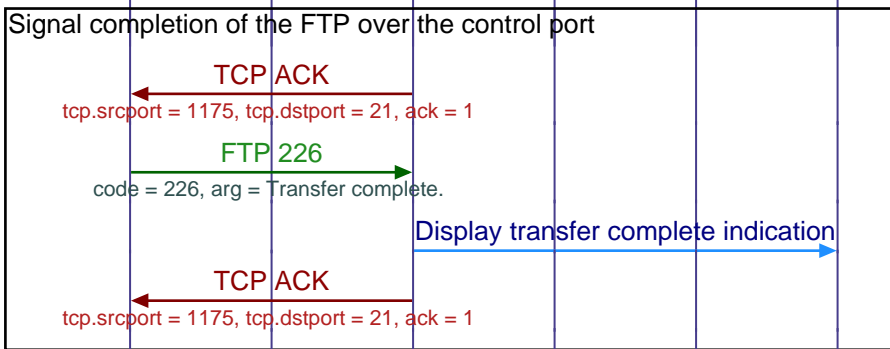 Signal completion of the FTP over the control port
TCP ACK
tcp.srcport = 1175, tcp.dstport = 21, ack = 1
FTP 226
code = 226, arg = Transfer complete.
Display transfer complete indication
TCP ACK
tcp.srcport = 1175, tcp.dstport = 21, ack = 1